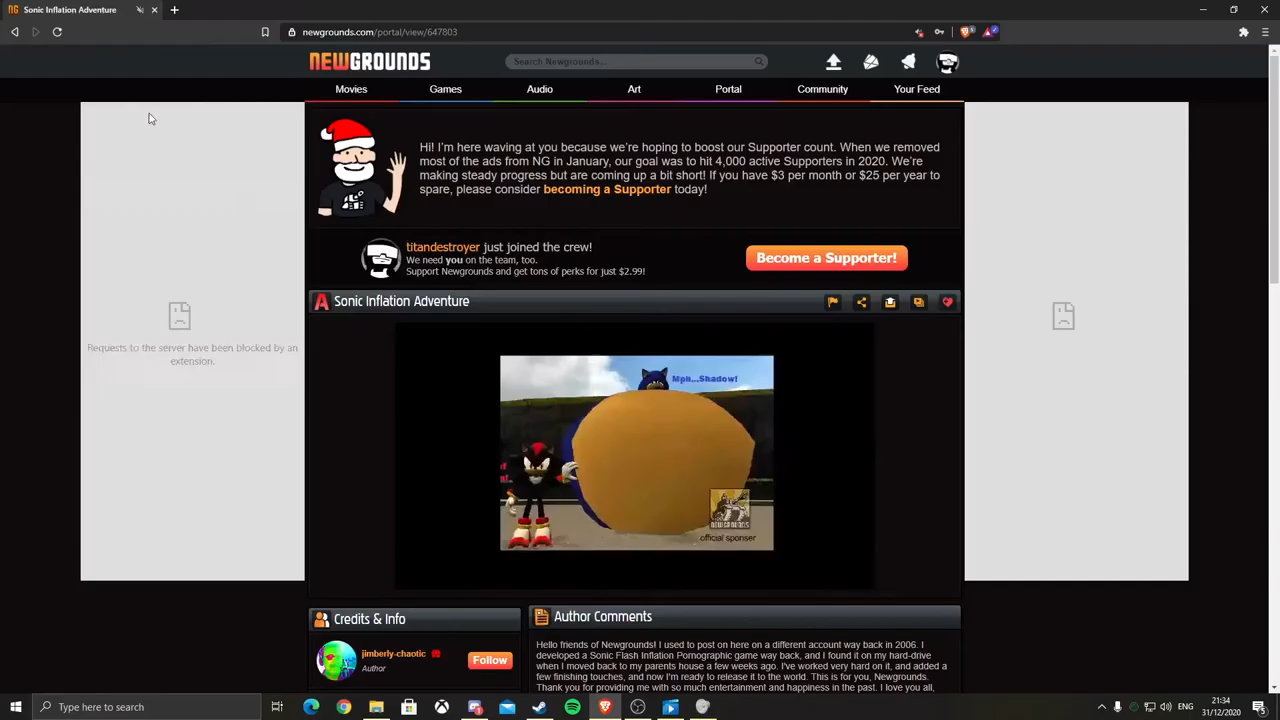 Sonic Inflation Adventure
newgrounds.com/portal/view/647803
NEWGROUNDS
Search Newgrounds...
Movies Games Audio Art Portal Community Your Feed
Hi! I'm here waving at you because we're hoping to boost our Supporter count. When we removed
most of the ads from NG in January, our goal was to hit 4,000 active Supporters in 2020. We're
making steady progress but are coming up a bit short! If you have $3 per month or $25 per year to
spare, please consider becoming a Supporter today!
titandestroyer just joined the crew!
We need you on the team, too.
Support Newgrounds and get tons of perks for just $2.99!
Become a Supporter!
A Sonic Inflation Adventure
Requests to the server have been blocked by an
extension.
Mph...Shadow!
NEWGROUNDS
official sponser
Credits & Info
jimberly-chaotic
Author
Follow
Author Comments
Hello friends of Newgrounds! I used to post on here on a different account way back in 2006. I
developed a Sonic Flash Inflation Pornographic game way back, and i found it on my hard-drive
when I moved back to my parents house a few weeks ago. I've worked very hard on it, and added a
few finishing touches, and now I'm ready to release it to the world. This is for you, Newgrounds.
Thank you for providing me with so much entertainment and happiness in the past. I love you all,
Type here to search
ENG
21:34
31/12/2020